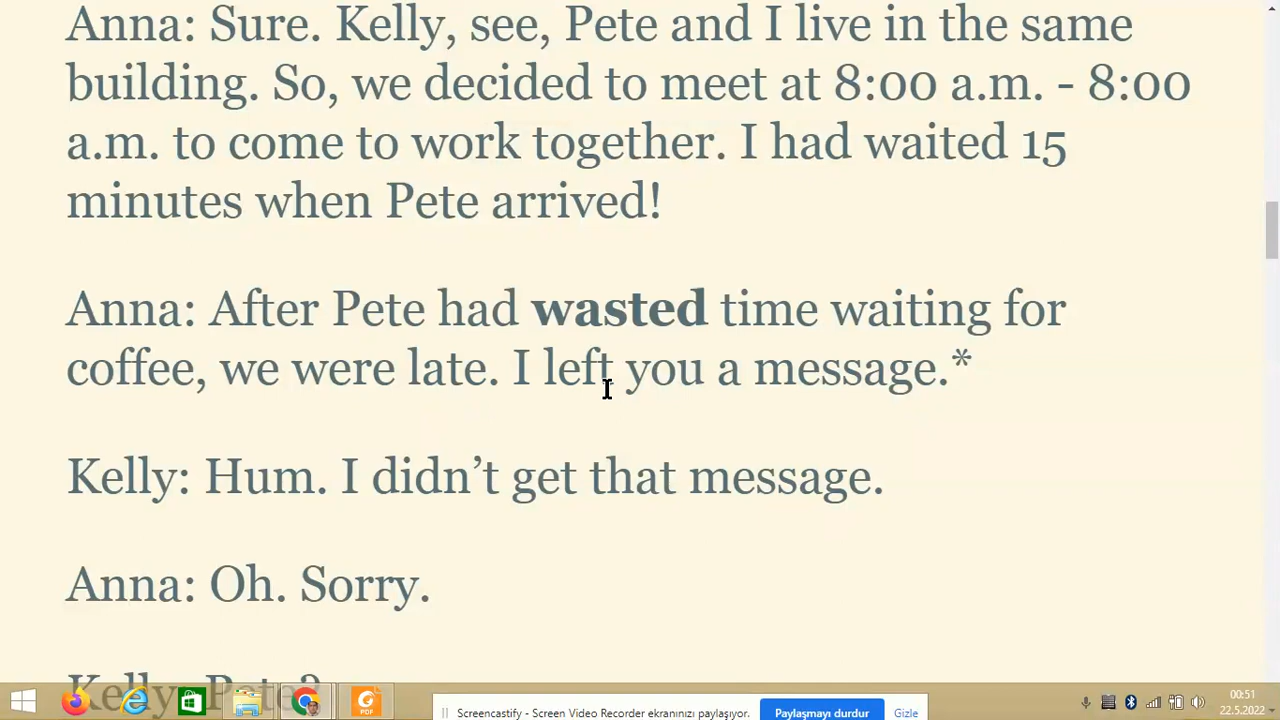 Anna: Sure. Kelly, see, Pete and I live in the same
building. So, we decided to meet at 8:00 a.m. - 8:00
a.m. to come to work together. I had waited 15
minutes when Pete arrived!
Anna: After Pete had wasted time waiting for
coffee, we were late. I left you a message.*
Kelly: Hum. I didn’t get that message.
Anna: Oh. Sorry.
Kelly: Pete?
Screencastify - Screen Video Recorder ekranınızı paylaşıyor.
Paylaşmayı durdur
Gizle
PDF
00:51
22.5.2022